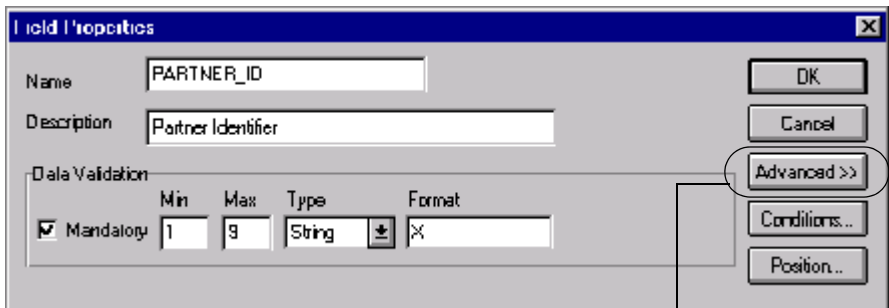 Field Properties
Name PARTNER_ID OK
Description Partner Identifier Cancel
Data Validation Advanced >>
Min Max Type Format
Mandatory 1 9 String X Conditions...
Position...